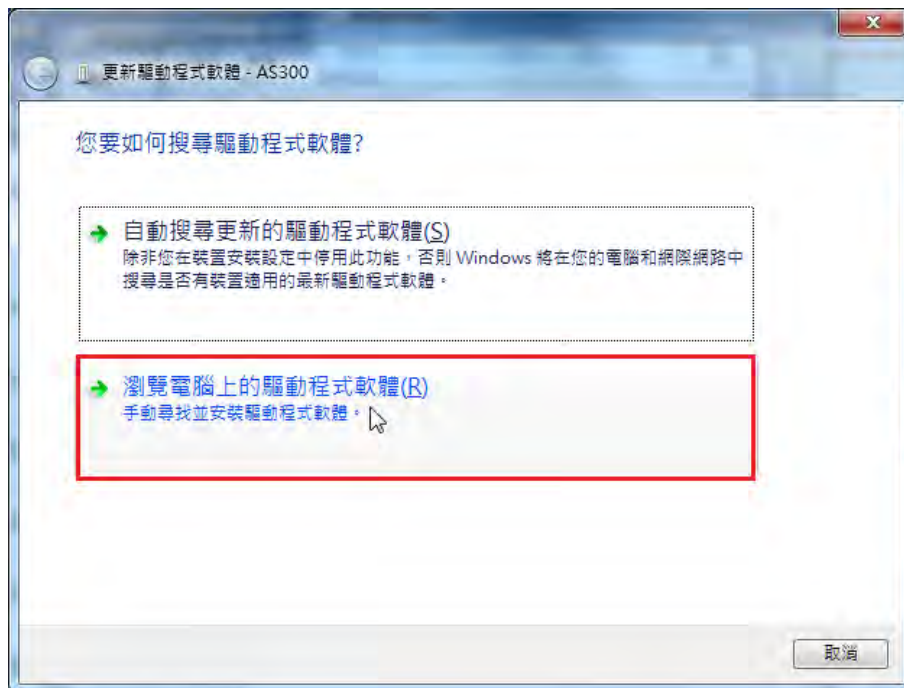 更新驅動程式軟體 - AS300
您要如何搜尋驅動程式軟體?
自動搜尋更新的驅動程式軟體(S)
除非您在裝置安裝設定中停用此功能，否則 Windows 將在您的電腦和網際網路中
搜尋是否有裝置適用的最新驅動程式軟體。
瀏覽電腦上的驅動程式軟體(R)
手動尋找並安裝驅動程式軟體。
取消